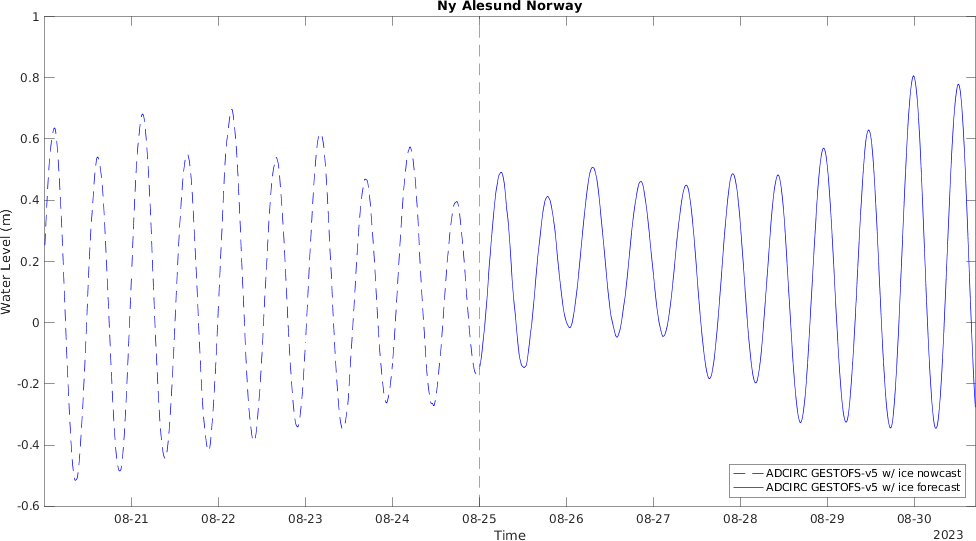 Ny Alesund Norway
1
0.8
0.6
0.4
0.2
0
-0.2
-0.4
-0.6
Water Level (m)
ADCIRC GESTOFS-v5 w/ ice nowcast
ADCIRC GESTOFS-v5 w/ ice forecast
08-21 08-22 08-23 08-24 08-25 08-26 08-27 08-28 08-29 08-30
Time
2023